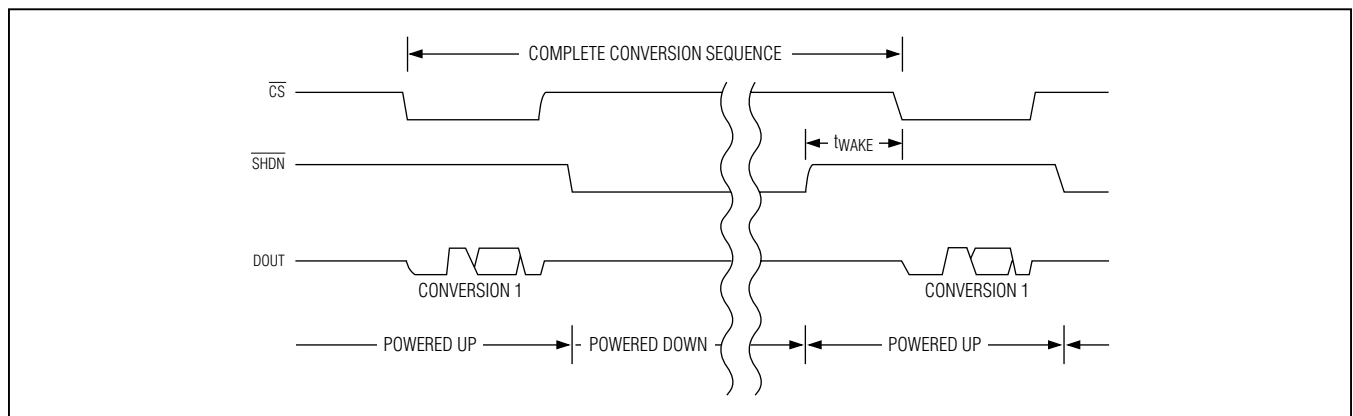 COMPLETE CONVERSION SEQUENCE
CS
tWAKE
SHDN
DOUT
CONVERSION 1
CONVERSION 1
POWERED UP
POWERED DOWN
POWERED UP